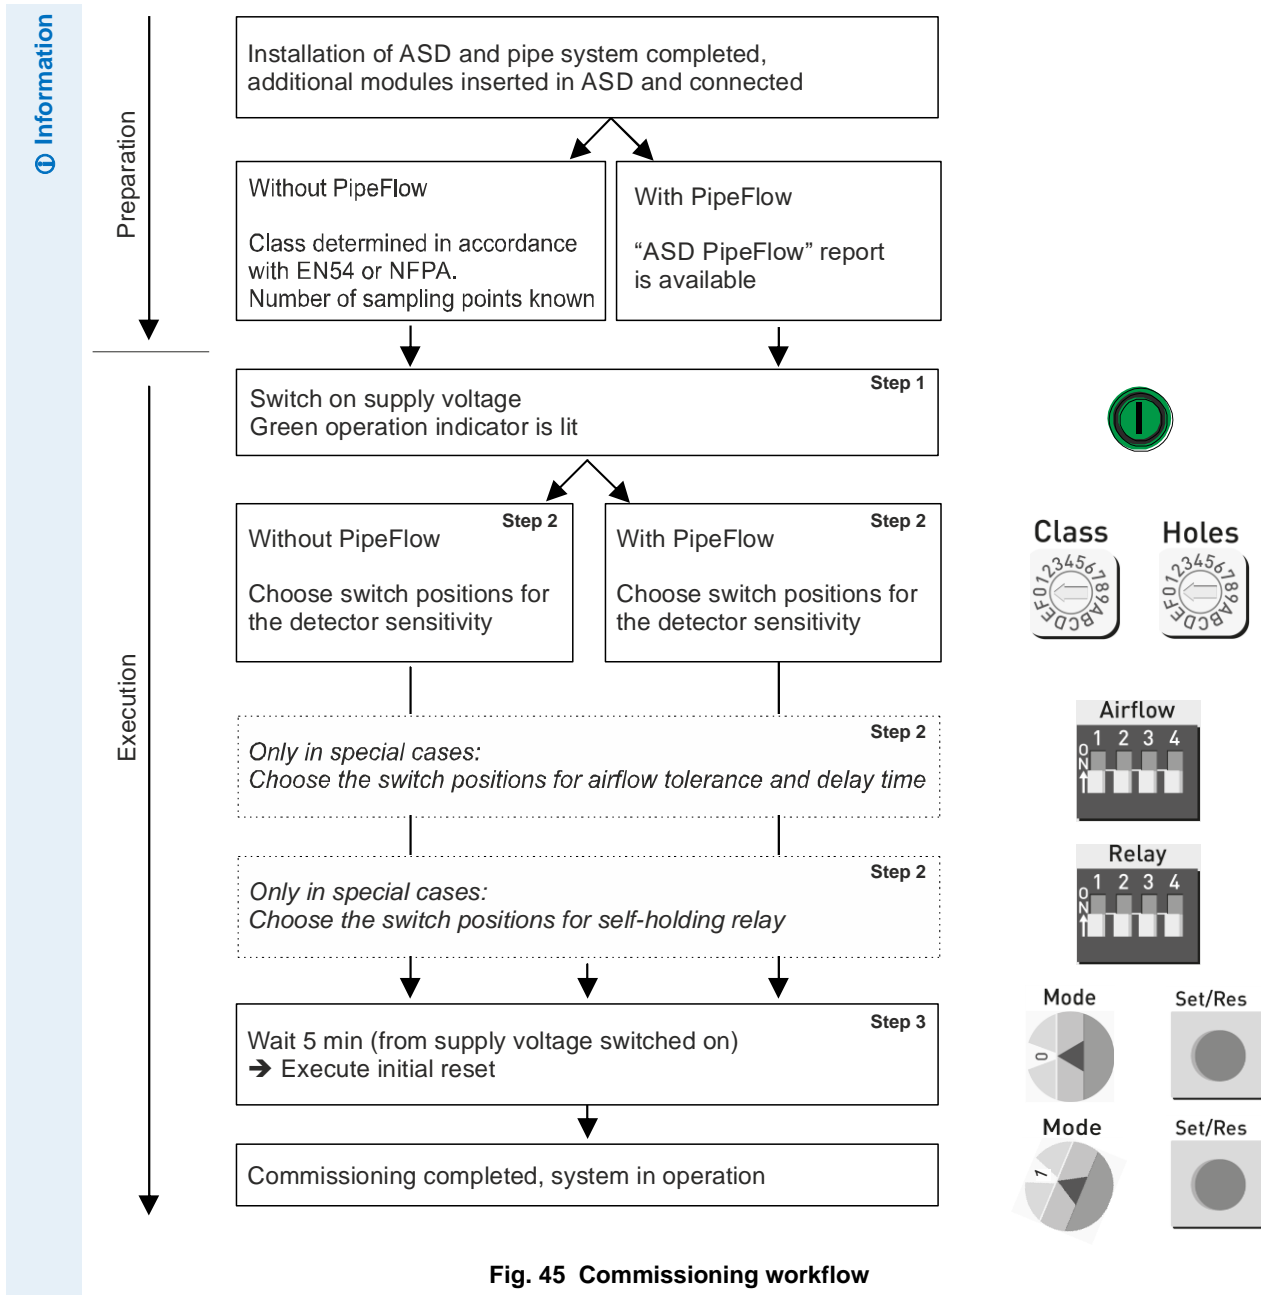 ⓘ Information
Preparation
Installation of ASD and pipe system completed,
additional modules inserted in ASD and connected
Without PipeFlow
Class determined in accordance
with EN54 or NFPA.
Number of sampling points known
With PipeFlow
“ASD PipeFlow” report
is available
Execution
Step 1
Switch on supply voltage
Green operation indicator is lit
Step 2
Without PipeFlow
Choose switch positions for
the detector sensitivity
Step 2
With PipeFlow
Choose switch positions for
the detector sensitivity
Class
0123456789ABCDEF
Holes
0123456789ABCDEF
Step 2
Only in special cases:
Choose the switch positions for airflow tolerance and delay time
Airflow
1 2 3 4
ON
Step 2
Only in special cases:
Choose the switch positions for self-holding relay
Relay
1 2 3 4
ON
Step 3
Wait 5 min (from supply voltage switched on)
➔ Execute initial reset
Mode
0
Set/Res
Commissioning completed, system in operation
Mode
1
Set/Res
Fig. 45 Commissioning workflow